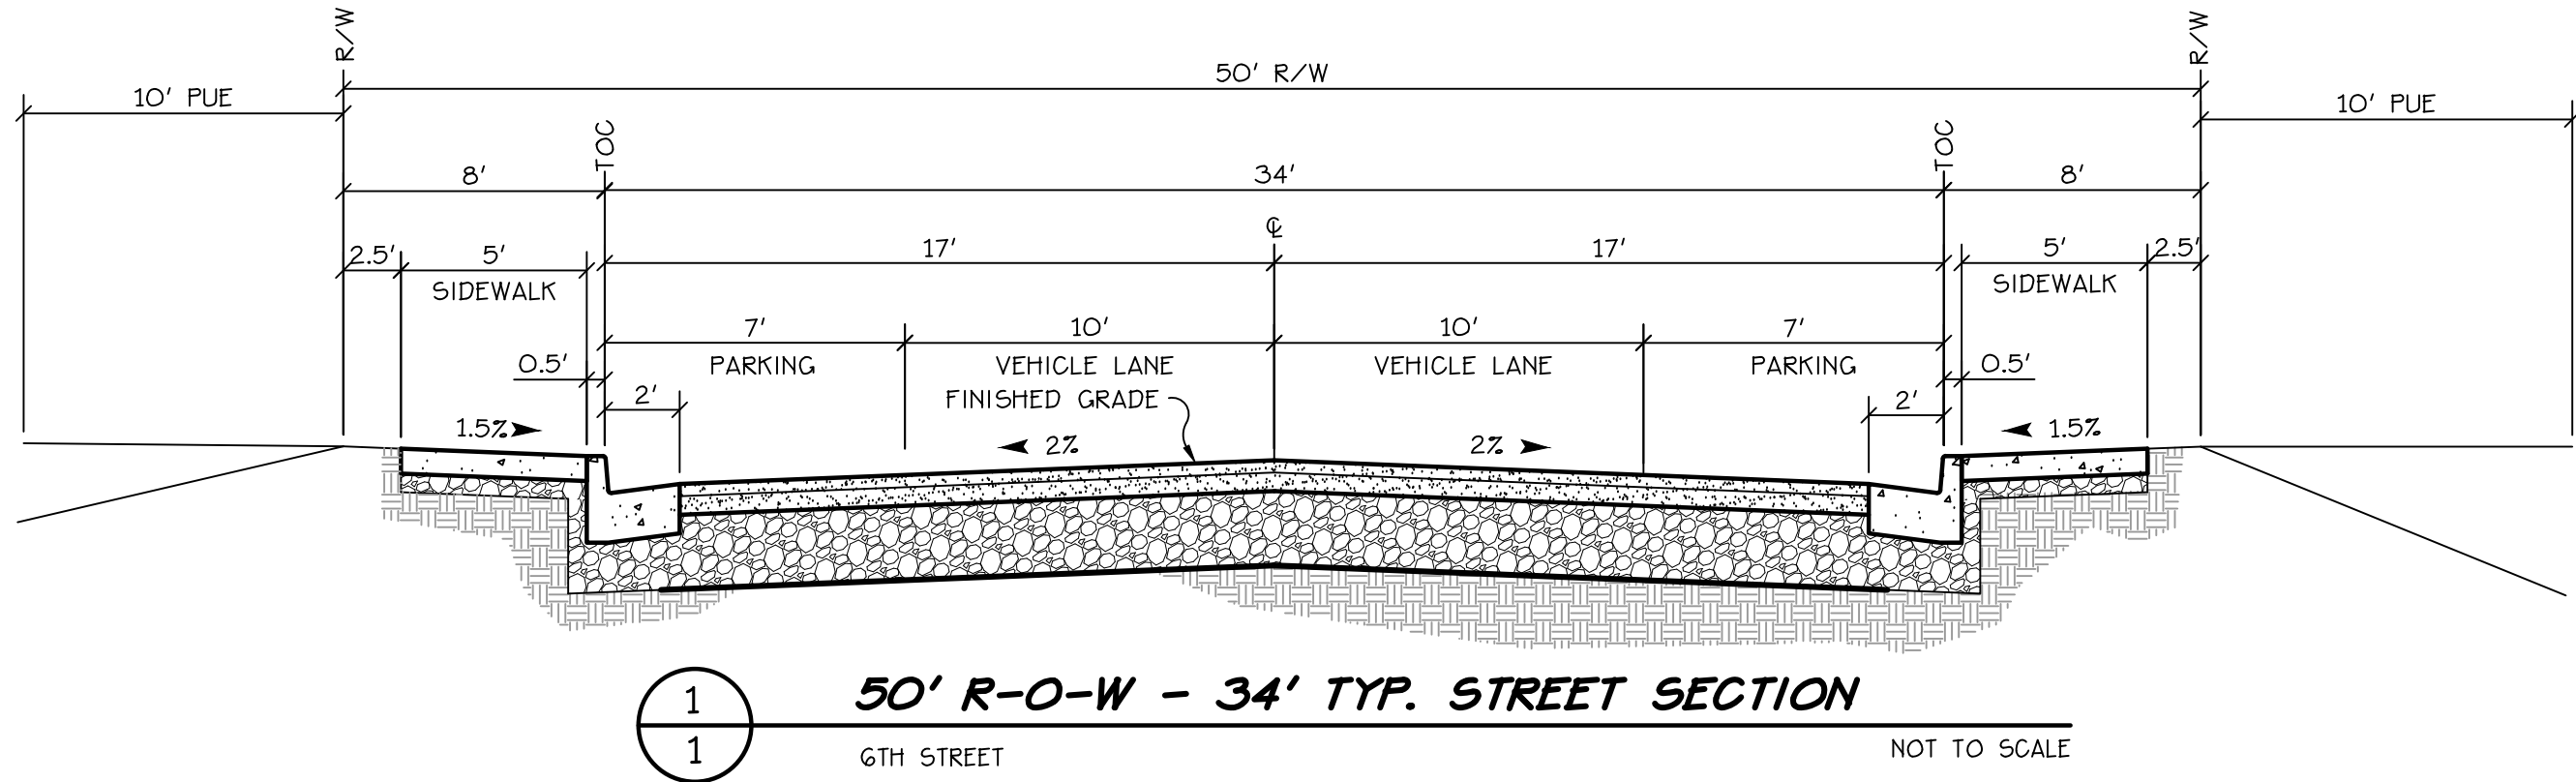 R/W
R/W
50' R/W
10' PUE
10' PUE
TOC
TOC
8'
34'
8'
℄
2.5'
5'
17'
17'
5'
2.5'
SIDEWALK
SIDEWALK
7'
10'
10'
7'
0.5'
PARKING
VEHICLE LANE
VEHICLE LANE
PARKING
0.5'
2'
FINISHED GRADE
2'
1.5%
2%
2%
1.5%
1
50' R-O-W - 34' TYP. STREET SECTION
1
6TH STREET
NOT TO SCALE